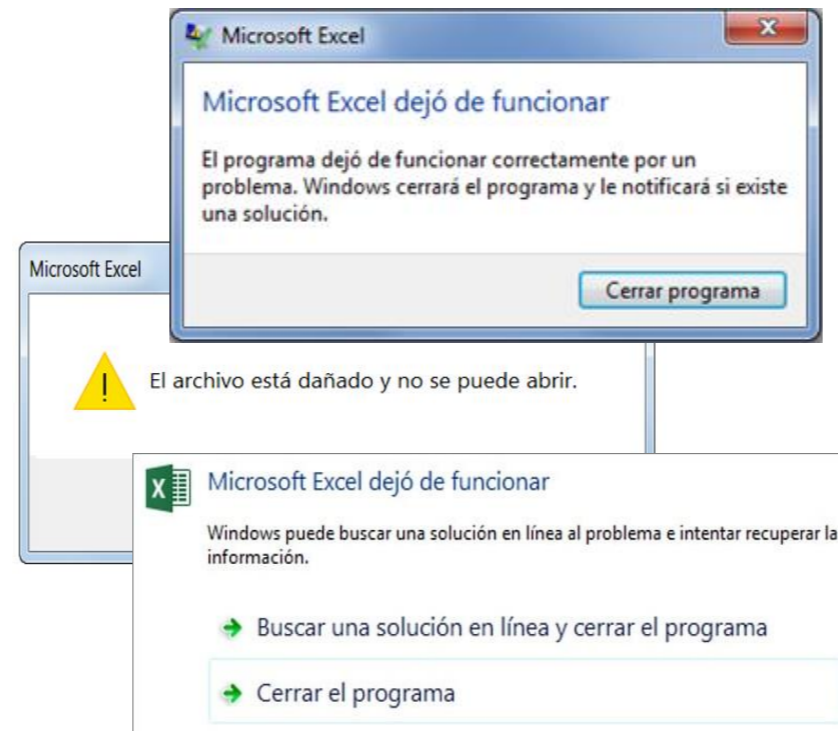 Microsoft Excel
Microsoft Excel dejó de funcionar
El programa dejó de funcionar correctamente por un
problema. Windows cerrará el programa y le notificará si existe
una solución.
Cerrar programa
Microsoft Excel
El archivo está dañado y no se puede abrir.
Microsoft Excel dejó de funcionar
Windows puede buscar una solución en línea al problema e intentar recuperar la
información.
Buscar una solución en línea y cerrar el programa
Cerrar el programa